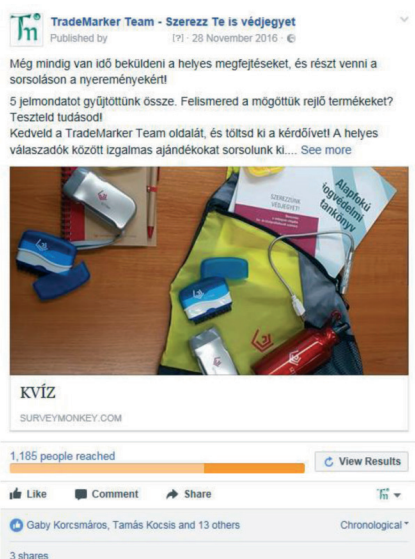 TradeMarker Team - Szerezz Te is védjegyet
Published by [?] · 28 November 2016 ·
Még mindig van idő beküldeni a helyes megfejtéseket, és részt venni a
sorsoláson a nyereményekért!
5 jelmondatot gyűjtöttünk össze. Felismered a mögöttük rejlő termékeket?
Teszteld tudásod!
Kedveld a TradeMarker Team oldalát, és töltsd ki a kérdőívet! A helyes
válaszadók között izgalmas ajándékokat sorsolunk ki.... See more
SZEREZZÜNK
VÉDJEGYET!
Alapfokú
jogvédelmi
tankönyv
KVÍZ
SURVEYMONKEY.COM
1,185 people reached
View Results
Like Comment Share
Gaby Korcsmáros, Tamás Kocsis and 13 others
Chronological
3 shares